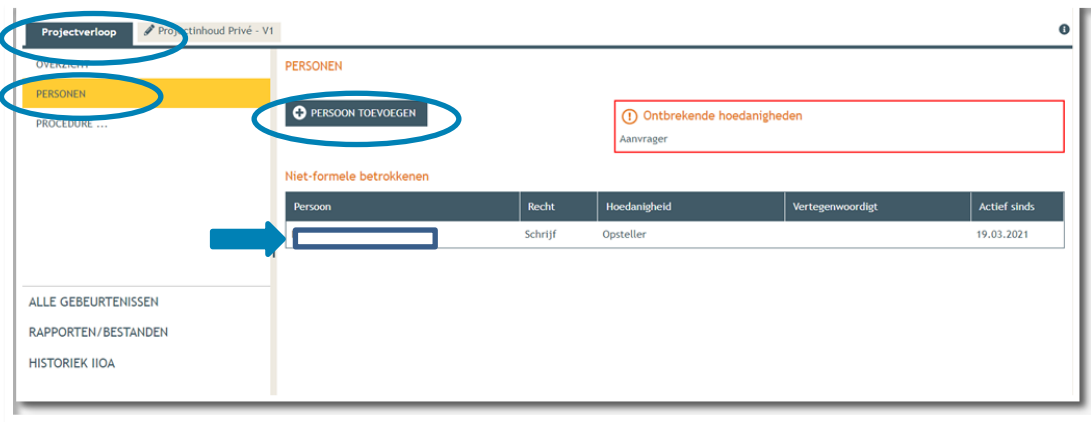 Projectverloop
Projectinhoud Privé - V1
OVERZICHT
PERSONEN
PROCEDURE ...
ALLE GEBEURTENISSEN
RAPPORTEN/BESTANDEN
HISTORIEK IIOA
PERSONEN
PERSOON TOEVOEGEN
Ontbrekende hoedanigheden
Aanvrager
Niet-formele betrokkenen
Persoon Recht Hoedanigheid Vertegenwoordigt Actief sinds
Schrijf Opsteller 19.03.2021